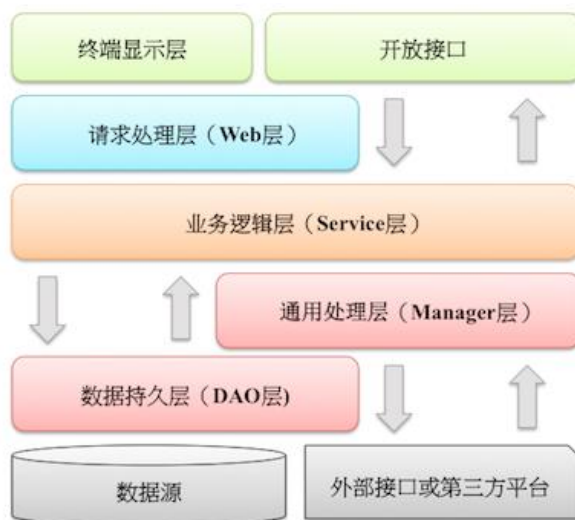 终端显示层
开放接口
请求处理层（Web层）
业务逻辑层（Service层）
通用处理层（Manager层）
数据持久层（DAO层)
数据源
外部接口或第三方平台